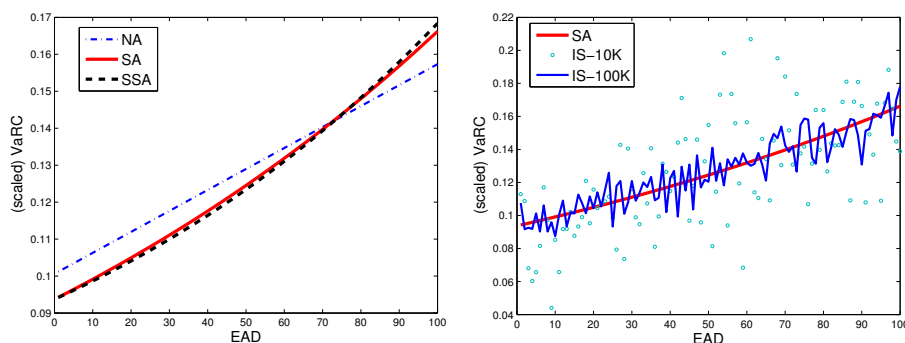 0.17
0.16
0.15
0.14
0.13
0.12
0.11
0.1
0.09
0 10 20 30 40 50 60 70 80 90 100
EAD
(scaled) VaRC
NA
SA
SSA
0.22
0.2
0.18
0.16
0.14
0.12
0.1
0.08
0.06
0.04
0 10 20 30 40 50 60 70 80 90 100
EAD
(scaled) VaRC
SA
IS−10K
IS−100K